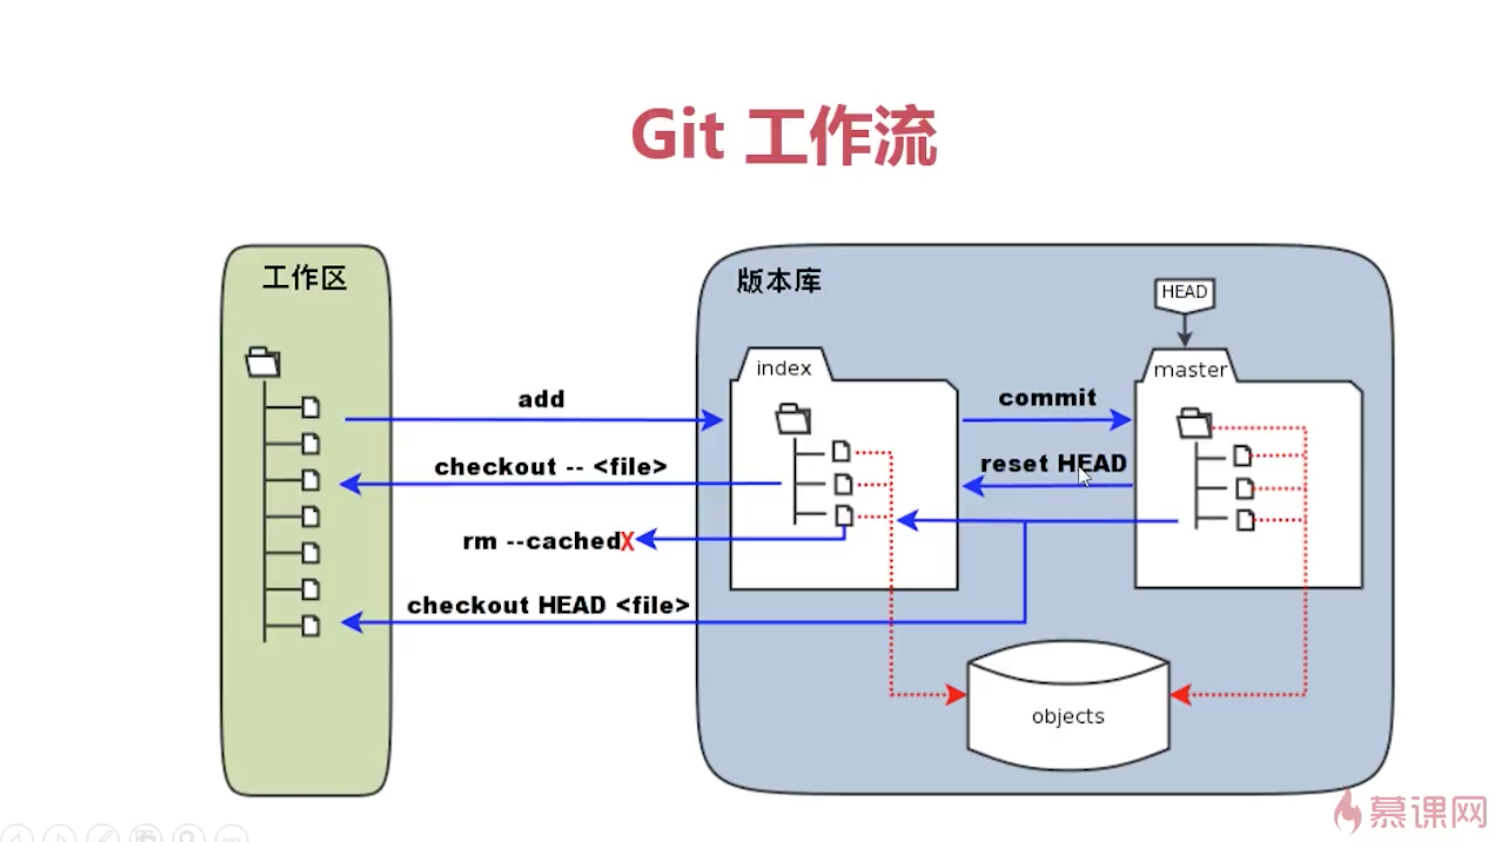 Git 工作流
工作区
版本库
HEAD
index
master
add
commit
checkout -- <file>
reset HEAD
rm --cachedX
checkout HEAD <file>
objects
慕课网